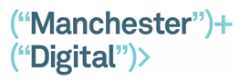 (“Manchester”)+
(“Digital”)>